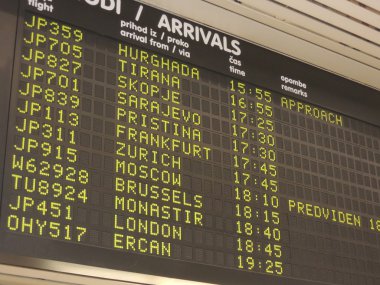 ODI / ARRIVALS
flight prihod iz / preko čas opombe
arrival from / via time remarks
JP359 HURGHADA 15:55 APPROACH
JP705 TIRANA 16:55
JP827 SKOPJE 17:25
JP701 SARAJEVO 17:30
JP839 PRISTINA 17:30
JP113 FRANKFURT 17:45
JP311 ZURICH 17:45
JP915 MOSCOW 18:10 PREDVIDEN 18
W62928 BRUSSELS 18:15
TU8924 MONASTIR 18:40
JP451 LONDON 18:45
OHY517 ERCAN 19:25